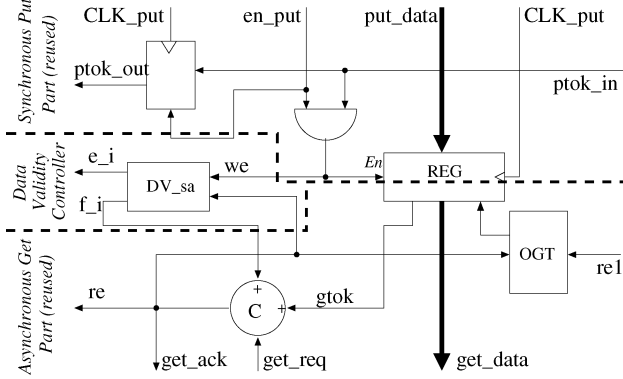 CLK_put
en_put
put_data
CLK_put
Synchronous Put
Part (reused)
ptok_out
ptok_in
Data
Validity
Controller
e_i
f_i
DV_sa
we
En
REG
OGT
re1
Asynchronous Get
Part (reused)
re
+
C
+
gtok
get_ack
get_req
get_data